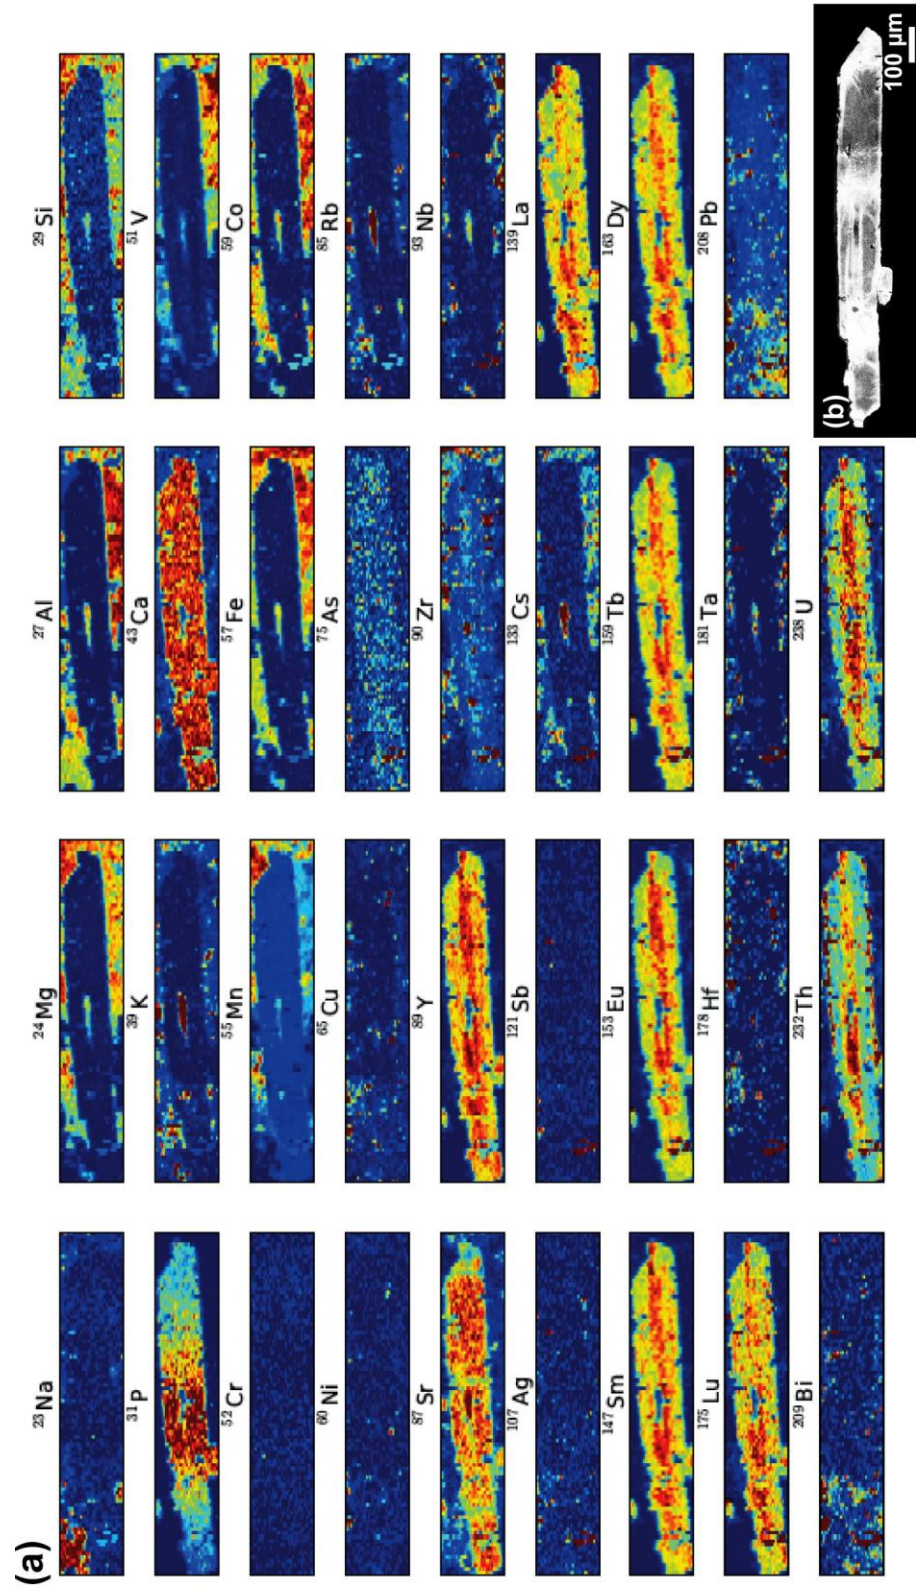 (a)
²³Na
²⁴Mg
²⁷Al
²⁹Si
³¹P
³⁹K
⁴³Ca
⁵¹V
⁵²Cr
⁵⁵Mn
⁵⁷Fe
⁵⁹Co
⁶⁰Ni
⁶⁵Cu
⁷⁵As
⁸⁵Rb
⁸⁷Sr
⁸⁹Y
⁹⁰Zr
⁹³Nb
¹⁰⁷Ag
¹²¹Sb
¹³³Cs
¹³⁹La
¹⁴⁷Sm
¹⁵³Eu
¹⁵⁹Tb
¹⁶³Dy
¹⁷⁵Lu
¹⁷⁸Hf
¹⁸¹Ta
²⁰⁸Pb
²⁰⁹Bi
²³²Th
²³⁸U
(b)
100 µm